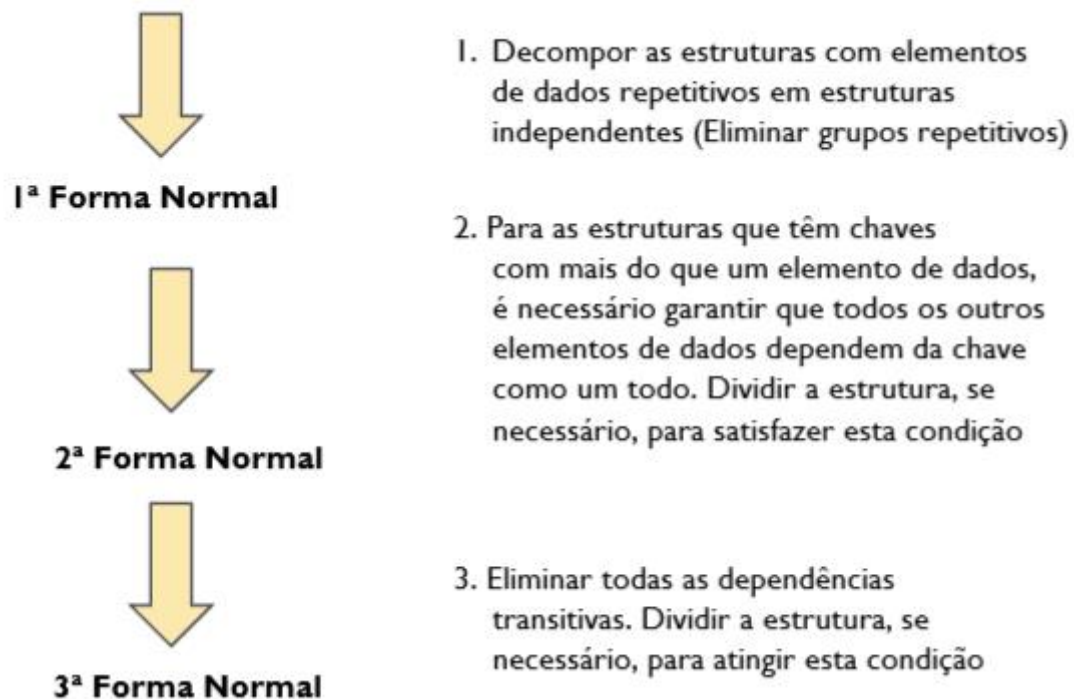 1. Decompor as estruturas com elementos
de dados repetitivos em estruturas
independentes (Eliminar grupos repetitivos)
1ª Forma Normal
2. Para as estruturas que têm chaves
com mais do que um elemento de dados,
é necessário garantir que todos os outros
elementos de dados dependem da chave
como um todo. Dividir a estrutura, se
necessário, para satisfazer esta condição
2ª Forma Normal
3. Eliminar todas as dependências
transitivas. Dividir a estrutura, se
necessário, para atingir esta condição
3ª Forma Normal